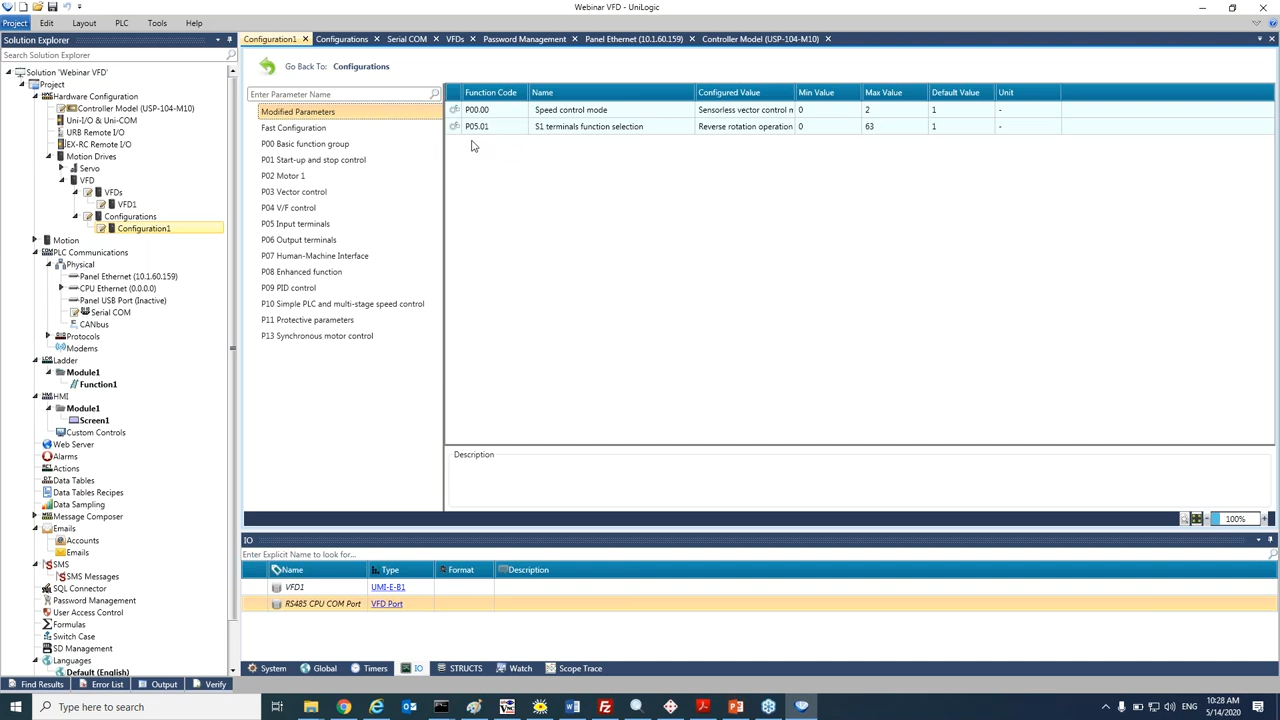 Webinar VFD - UniLogic
Project Edit Layout PLC Tools Help
Solution Explorer
Search Solution Explorer
Solution 'Webinar VFD'
Project
Hardware Configuration
Controller Model (USP-104-M10)
Uni-I/O & Uni-COM
URB Remote I/O
EX-RC Remote I/O
Motion Drives
Servo
VFD
VFDs
VFD1
Configurations
Configuration1
Motion
PLC Communications
Physical
Panel Ethernet (10.1.60.159)
CPU Ethernet (0.0.0.0)
Panel USB Port (Inactive)
Serial COM
CANbus
Protocols
Modems
Ladder
Module1
Function1
HMI
Module1
Screen1
Custom Controls
Web Server
Alarms
Actions
Data Tables
Data Tables Recipes
Data Sampling
Message Composer
Emails
Accounts
Emails
SMS
SMS Messages
SQL Connector
Password Management
User Access Control
Formulas
Switch Case
SD Management
Languages
Default (English)
Find Results Error List Output Verify
Configuration1 Configurations Serial COM VFDs Password Management Panel Ethernet (10.1.60.159) Controller Model (USP-104-M10)
Go Back To: Configurations
Enter Parameter Name
Modified Parameters
Fast Configuration
P00 Basic function group
P01 Start-up and stop control
P02 Motor 1
P03 Vector control
P04 V/F control
P05 Input terminals
P06 Output terminals
P07 Human-Machine Interface
P08 Enhanced function
P09 PID control
P10 Simple PLC and multi-stage speed control
P11 Protective parameters
P13 Synchronous motor control
Function Code Name Configured Value Min Value Max Value Default Value Unit
P00.00 Speed control mode Sensorless vector control n 0 2 1 -
P05.01 S1 terminals function selection Reverse rotation operation 0 63 1 -
Description
100%
IO
Enter Explicit Name to look for...
Name Type Format Description
VFD1 UMI-E-B1
RS485 CPU COM Port VFD Port
System Global Timers IO STRUCTS Watch Scope Trace
Type here to search
ENG
10:28 AM
5/14/2020